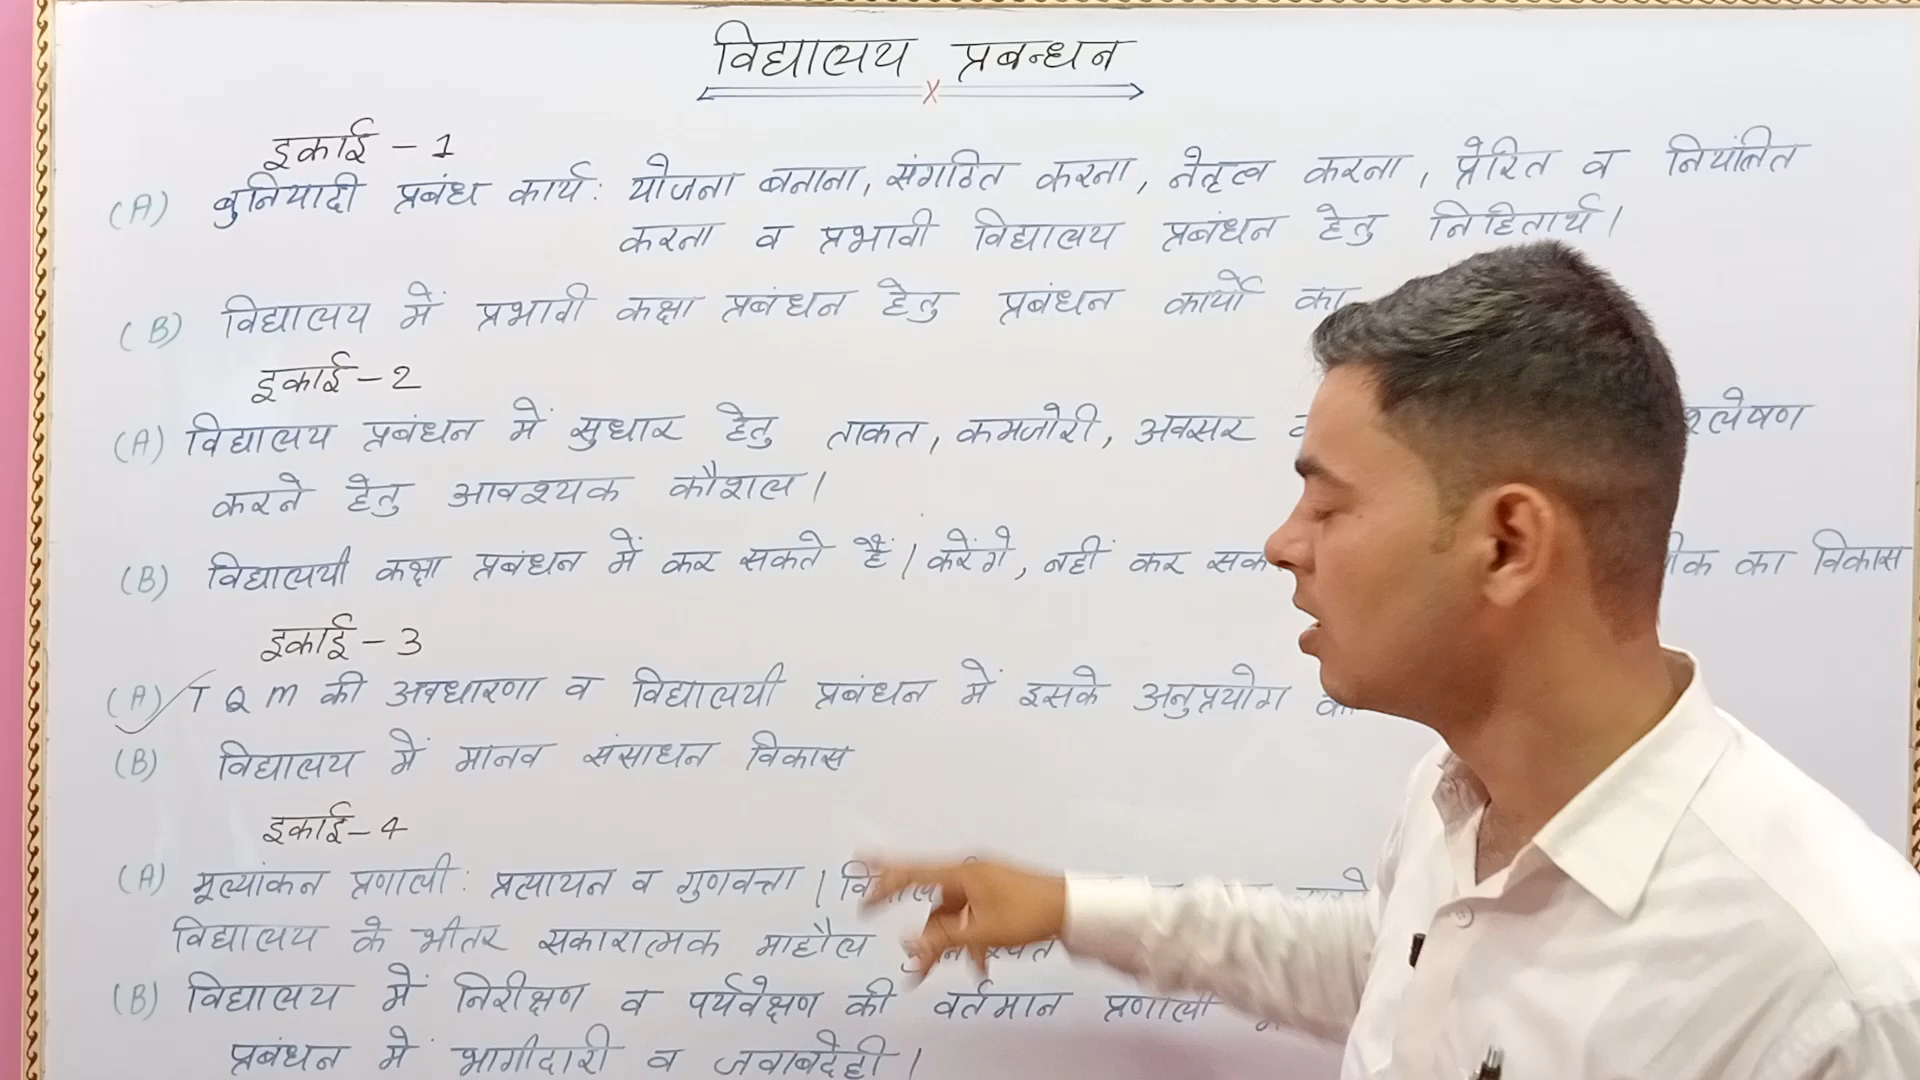 विद्यालय प्रबन्धन
इकाई - 1
(A) बुनियादी प्रबंध कार्य: योजना बनाना, संगठित करना, नेतृत्व करना, प्रेरित व नियंत्रित
करना व प्रभावी विद्यालय प्रबंधन हेतु निहितार्थ।
(B) विद्यालय में प्रभावी कक्षा प्रबंधन हेतु प्रबंधन कार्यो का
इकाई - 2
(A) विद्यालय प्रबंधन में सुधार हेतु ताकत, कमजोरी, अवसर
करने हेतु आवश्यक कौशल।
(B) विद्यालयी कक्षा प्रबंधन में कर सकते हैं। करेंगे, नहीं कर का विकास
इकाई - 3
(A) TQM की अवधारणा व विद्यालयी प्रबंधन में इसके अनुप्रयोग
(B) विद्यालय में मानव संसाधन विकास
इकाई - 4
(A) मूल्यांकन प्रणाली: प्रत्यायन व गुणवत्ता।
विद्यालय के भीतर सकारात्मक माहौल
(B) विद्यालय में निरीक्षण व पर्यवेक्षण की वर्तमान प्रणाली
प्रबंधन में भागीदारी व जवाबदेही।